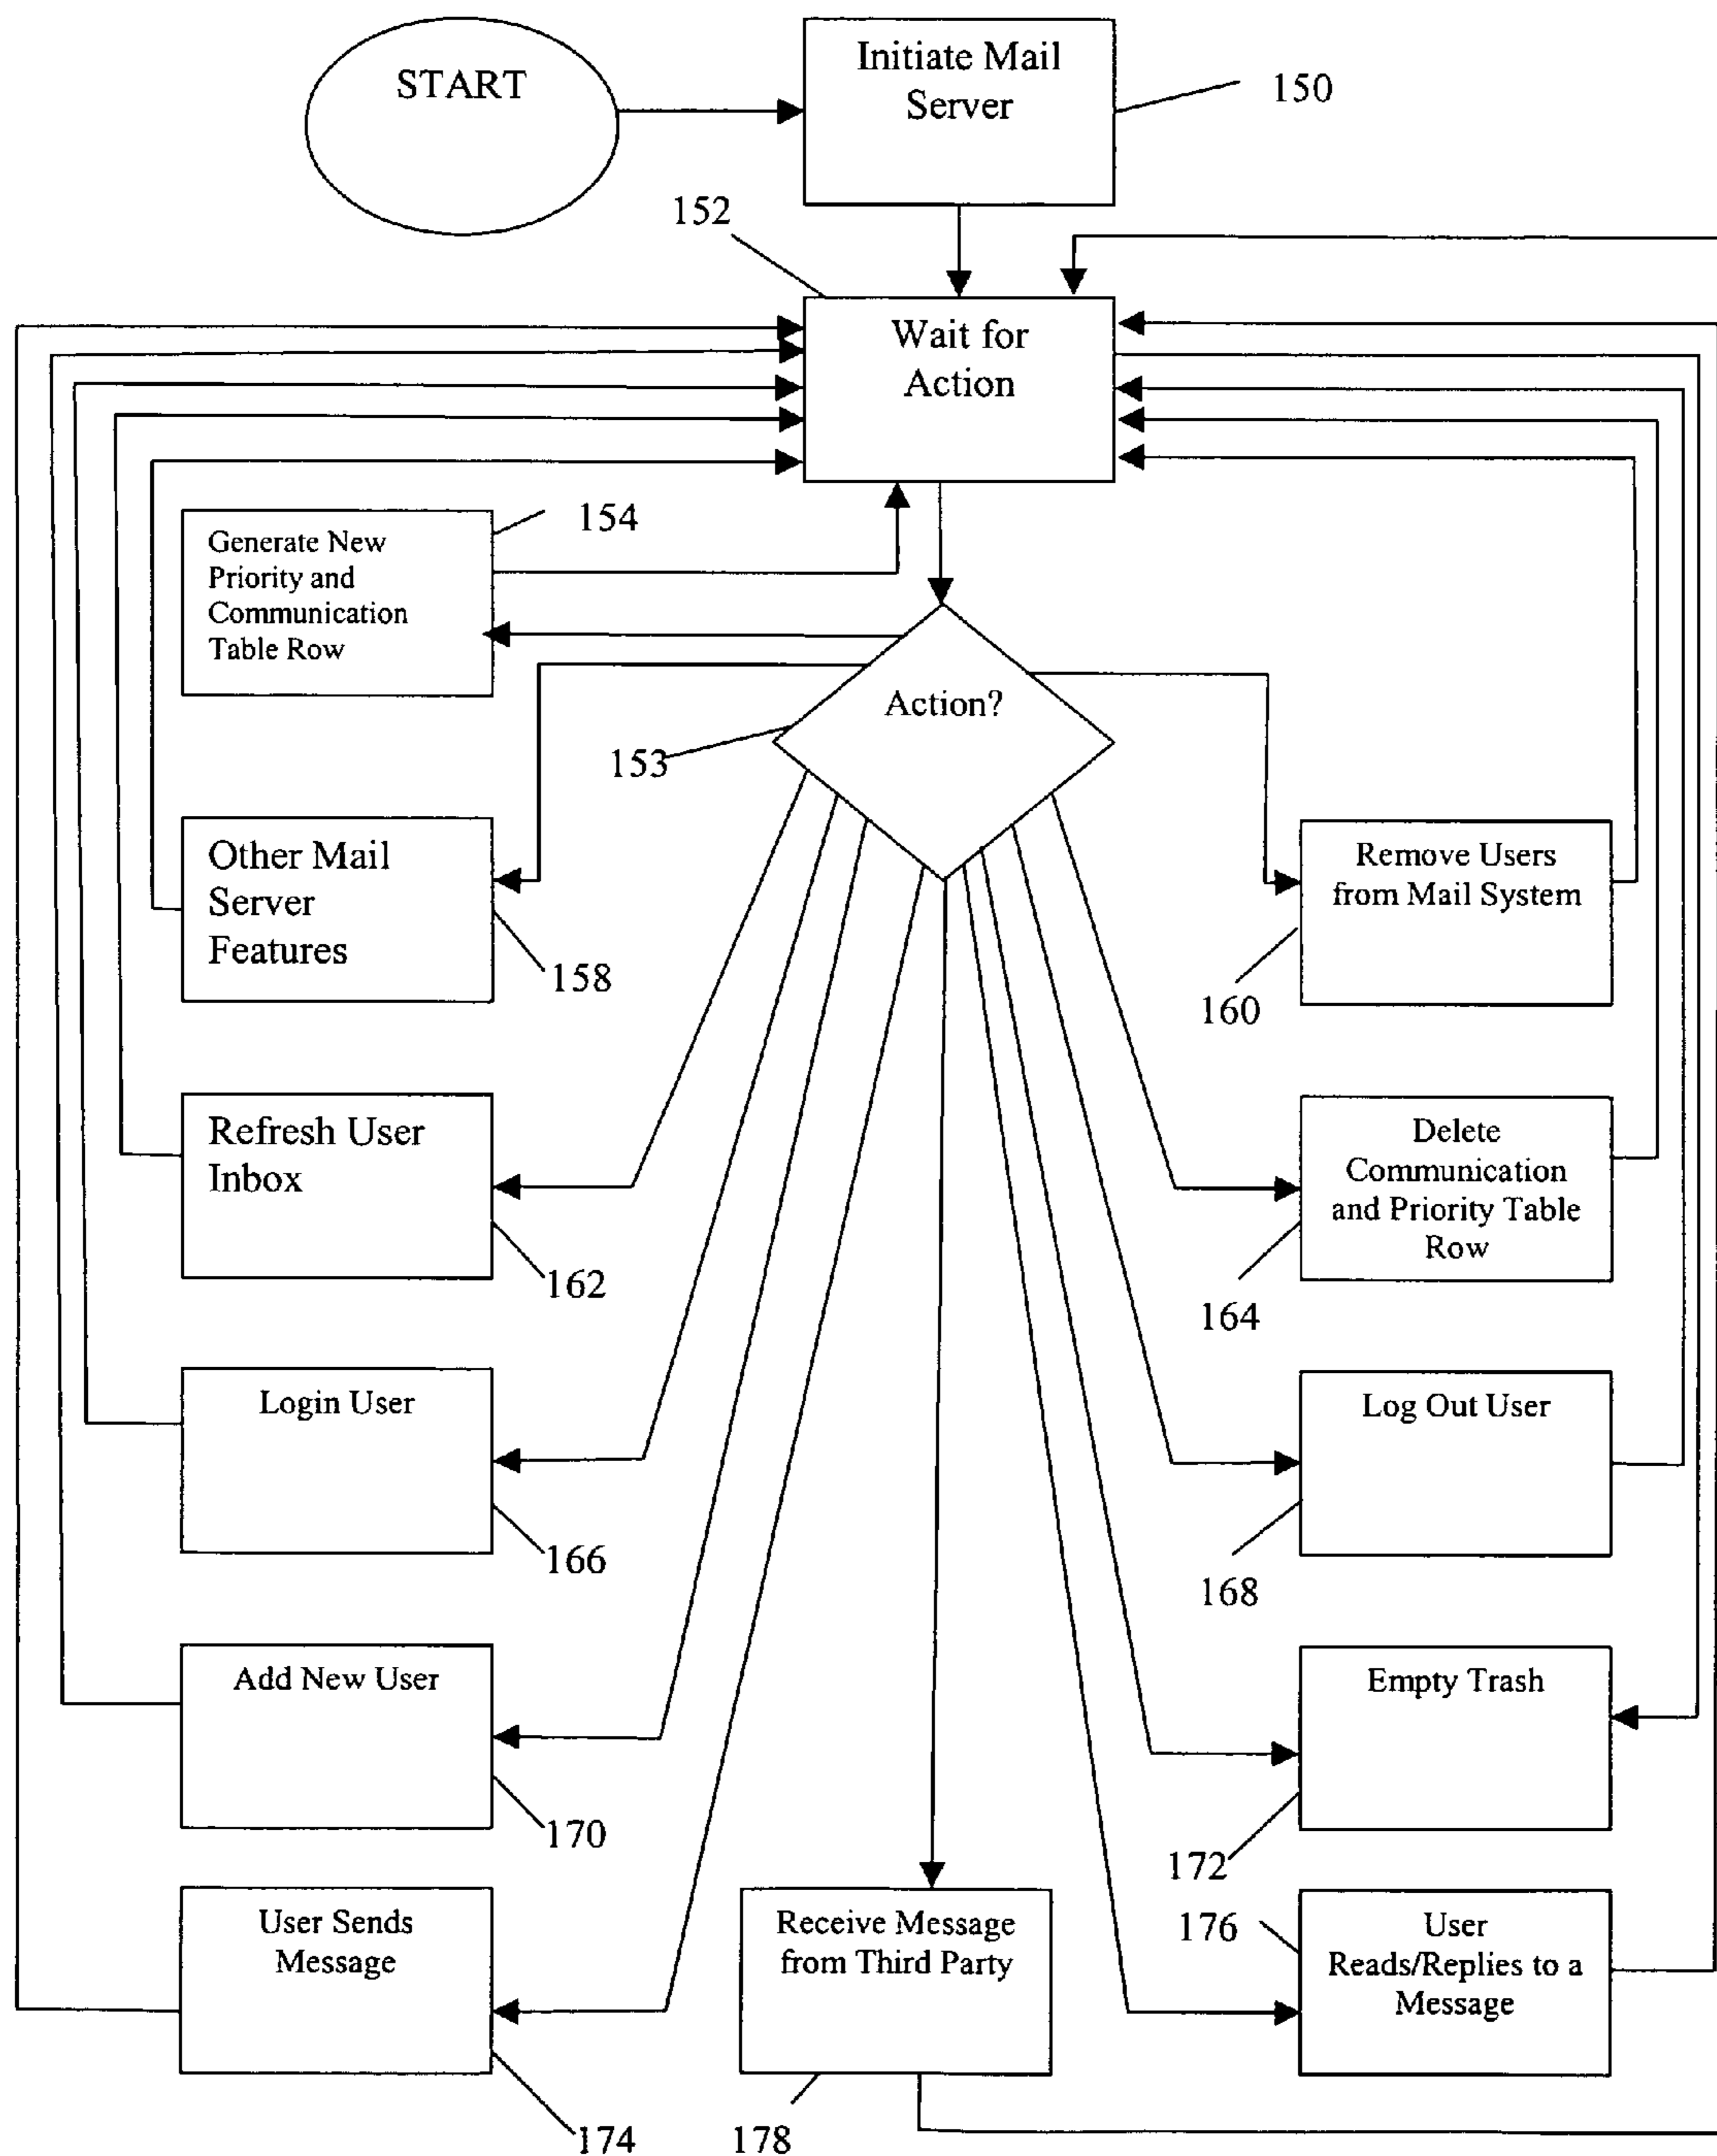 START
Initiate Mail
Server
150
152
Wait for
Action
154
Generate New
Priority and
Communication
Table Row
Action?
153
Other Mail
Server
Features
158
Remove Users
from Mail System
160
Refresh User
Inbox
162
Delete
Communication
and Priority Table
Row
164
Login User
166
Log Out User
168
Add New User
170
Empty Trash
172
User Sends
Message
174
Receive Message
from Third Party
178
176
User
Reads/Replies to a
Message